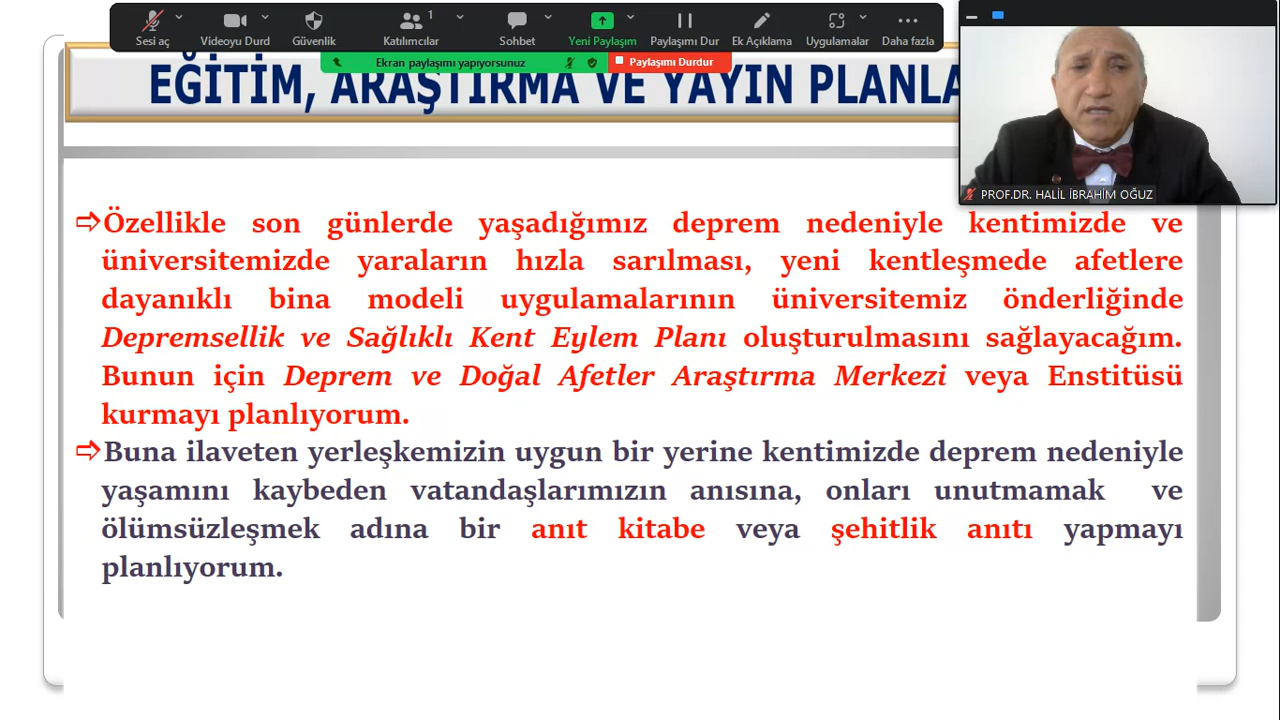 Sesi aç
Videoyu Durd
Güvenlik
1
Katılımcılar
Sohbet
Yeni Paylaşım
Paylaşımı Dur
Ek Açıklama
Uygulamalar
Daha fazla
Ekran paylaşımı yapıyorsunuz
Paylaşımı Durdur
EĞİTİM, ARAŞTIRMA VE YAYIN PLANLA
PROF.DR. HALİL İBRAHİM OĞUZ
Özellikle son günlerde yaşadığımız deprem nedeniyle kentimizde ve
üniversitemizde yaraların hızla sarılması, yeni kentleşmede afetlere
dayanıklı bina modeli uygulamalarının üniversitemiz önderliğinde
Depremsellik ve Sağlıklı Kent Eylem Planı oluşturulmasını sağlayacağım.
Bunun için Deprem ve Doğal Afetler Araştırma Merkezi veya Enstitüsü
kurmayı planlıyorum.
Buna ilaveten yerleşkemizin uygun bir yerine kentimizde deprem nedeniyle
yaşamını kaybeden vatandaşlarımızın anısına, onları unutmamak ve
ölümsüzleşmek adına bir anıt kitabe veya şehitlik anıtı yapmayı
planlıyorum.